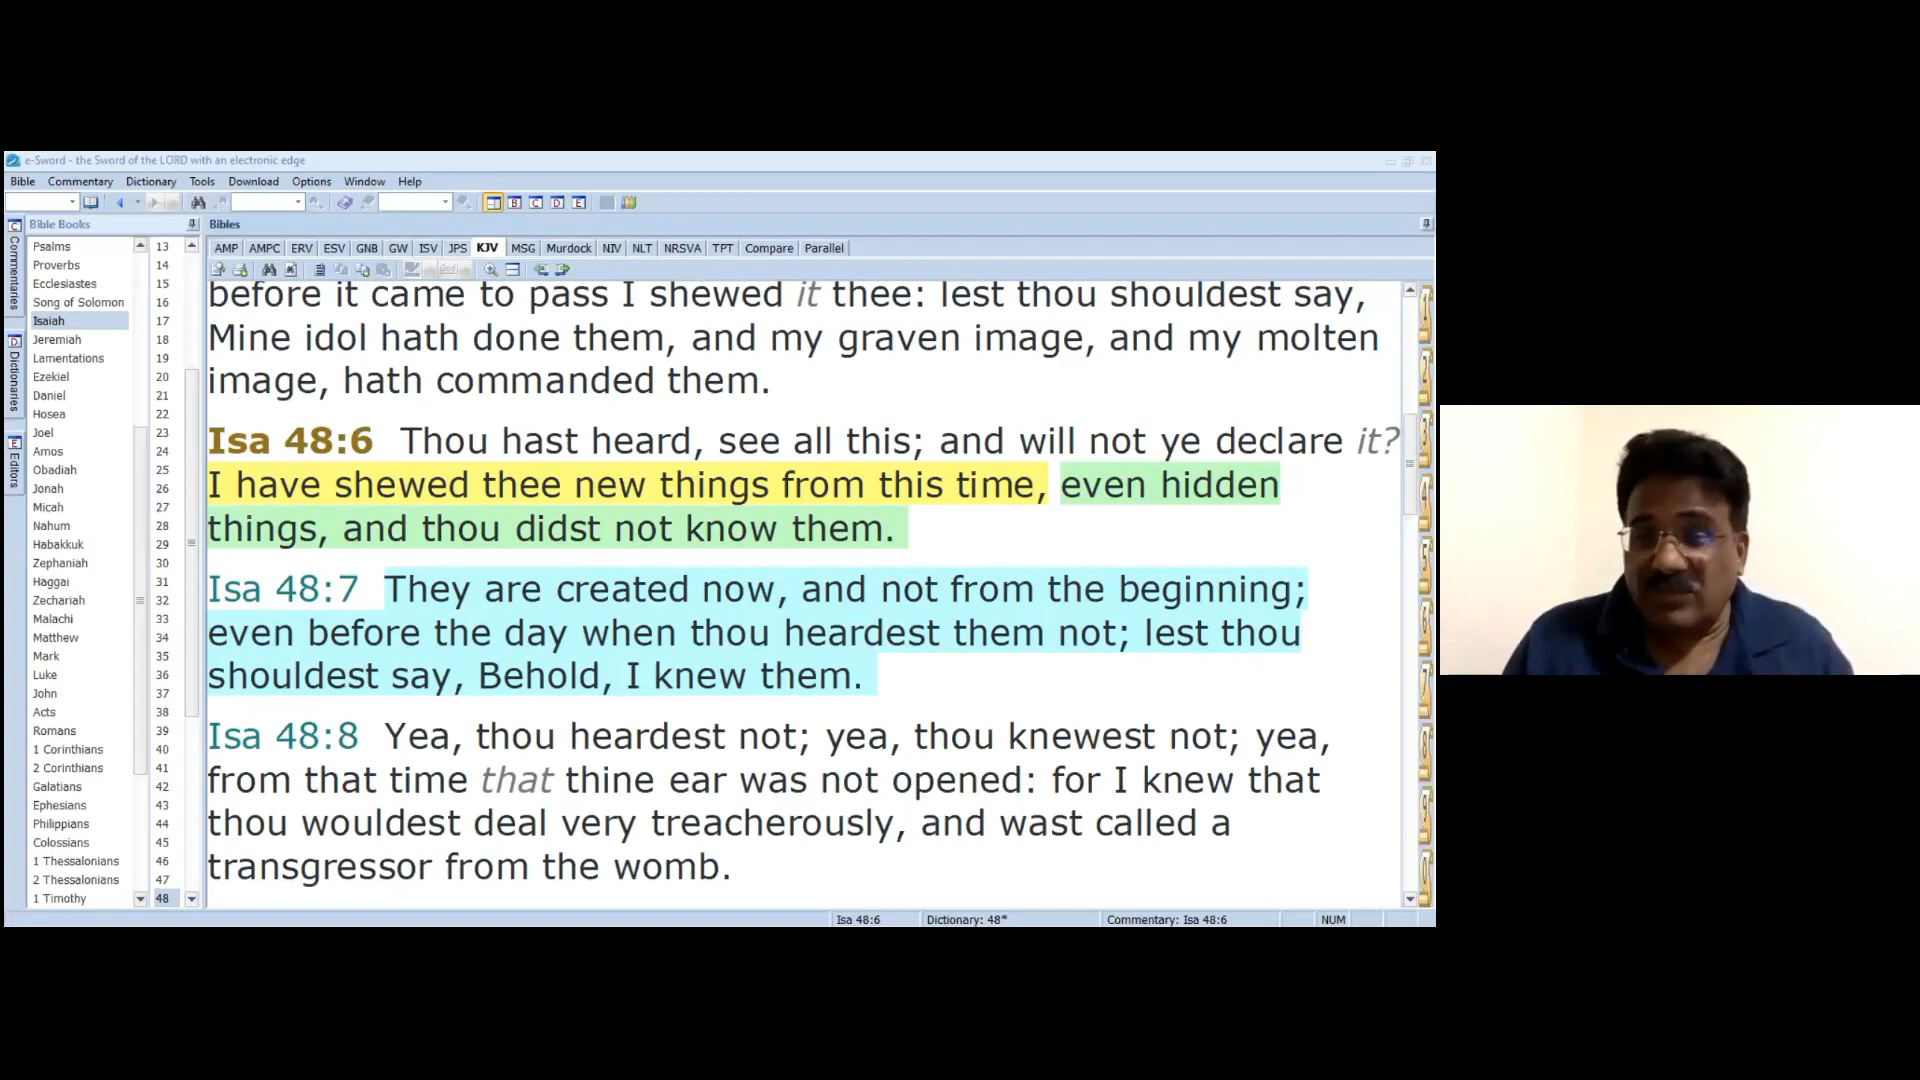 e-Sword - the Sword of the LORD with an electronic edge
Bible Commentary Dictionary Tools Download Options Window Help
B C D E
Bible Books
Bibles
C Commentaries
D Dictionaries
E Editors
AMP AMPC ERV ESV GNB GW ISV JPS KJV MSG Murdock NIV NLT NRSVA TPT Compare Parallel
Psalms 13
Proverbs 14
Ecclesiastes 15
Song of Solomon 16
Isaiah 17
Jeremiah 18
Lamentations 19
Ezekiel 20
Daniel 21
Hosea 22
Joel 23
Amos 24
Obadiah 25
Jonah 26
Micah 27
Nahum 28
Habakkuk 29
Zephaniah 30
Haggai 31
Zechariah 32
Malachi 33
Matthew 34
Mark 35
Luke 36
John 37
Acts 38
Romans 39
1 Corinthians 40
2 Corinthians 41
Galatians 42
Ephesians 43
Philippians 44
Colossians 45
1 Thessalonians 46
2 Thessalonians 47
1 Timothy 48
before it came to pass I shewed it thee: lest thou shouldest say,
Mine idol hath done them, and my graven image, and my molten
image, hath commanded them.
Isa 48:6 Thou hast heard, see all this; and will not ye declare it?
I have shewed thee new things from this time, even hidden
things, and thou didst not know them.
Isa 48:7 They are created now, and not from the beginning;
even before the day when thou heardest them not; lest thou
shouldest say, Behold, I knew them.
Isa 48:8 Yea, thou heardest not; yea, thou knewest not; yea,
from that time that thine ear was not opened: for I knew that
thou wouldest deal very treacherously, and wast called a
transgressor from the womb.
1
2
3
4
5
6
7
8
9
0
Isa 48:6 Dictionary: 48* Commentary: Isa 48:6 NUM